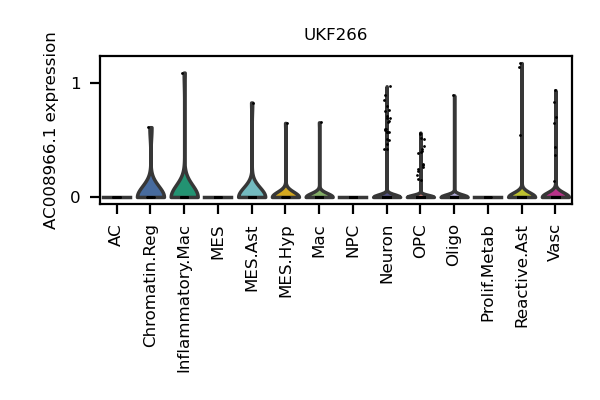 UKF266
AC008966.1 expression
1
0
AC
Chromatin.Reg
Inflammatory.Mac
MES
MES.Ast
MES.Hyp
Mac
NPC
Neuron
OPC
Oligo
Prolif.Metab
Reactive.Ast
Vasc